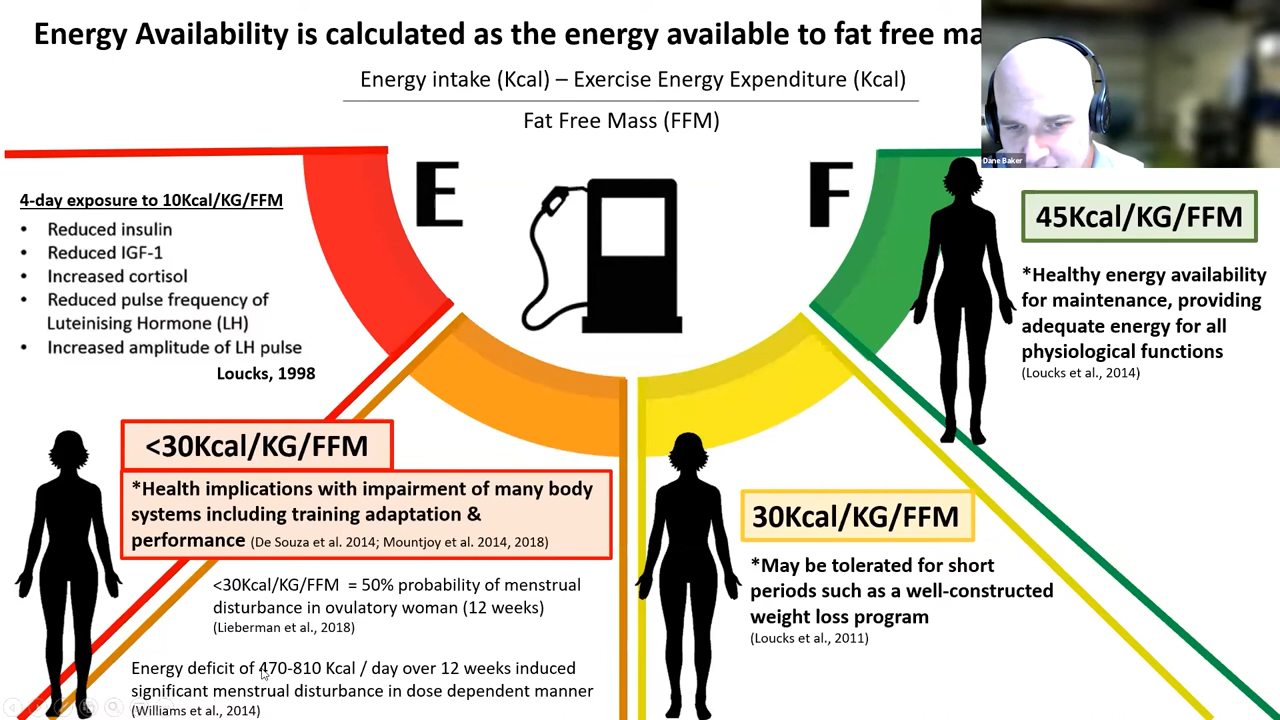 Energy Availability is calculated as the energy available to fat free ma
Energy intake (Kcal) – Exercise Energy Expenditure (Kcal)
Fat Free Mass (FFM)
Dane Baker
E
F
4-day exposure to 10Kcal/KG/FFM
• Reduced insulin
• Reduced IGF-1
• Increased cortisol
• Reduced pulse frequency of
Luteinising Hormone (LH)
• Increased amplitude of LH pulse
Loucks, 1998
45Kcal/KG/FFM
*Healthy energy availability
for maintenance, providing
adequate energy for all
physiological functions
(Loucks et al., 2014)
<30Kcal/KG/FFM
*Health implications with impairment of many body
systems including training adaptation &
performance (De Souza et al. 2014; Mountjoy et al. 2014, 2018)
<30Kcal/KG/FFM = 50% probability of menstrual
disturbance in ovulatory woman (12 weeks)
(Lieberman et al., 2018)
Energy deficit of 470-810 Kcal / day over 12 weeks induced
significant menstrual disturbance in dose dependent manner
(Williams et al., 2014)
30Kcal/KG/FFM
*May be tolerated for short
periods such as a well-constructed
weight loss program
(Loucks et al., 2011)